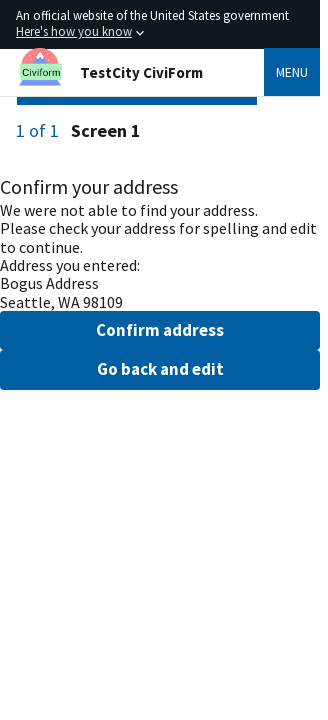 An official website of the United States government
Here's how you know
Civiform
TestCity CiviForm
MENU
1 of 1 Screen 1
Confirm your address
We were not able to find your address.
Please check your address for spelling and edit
to continue.
Address you entered:
Bogus Address
Seattle, WA 98109
Confirm address
Go back and edit